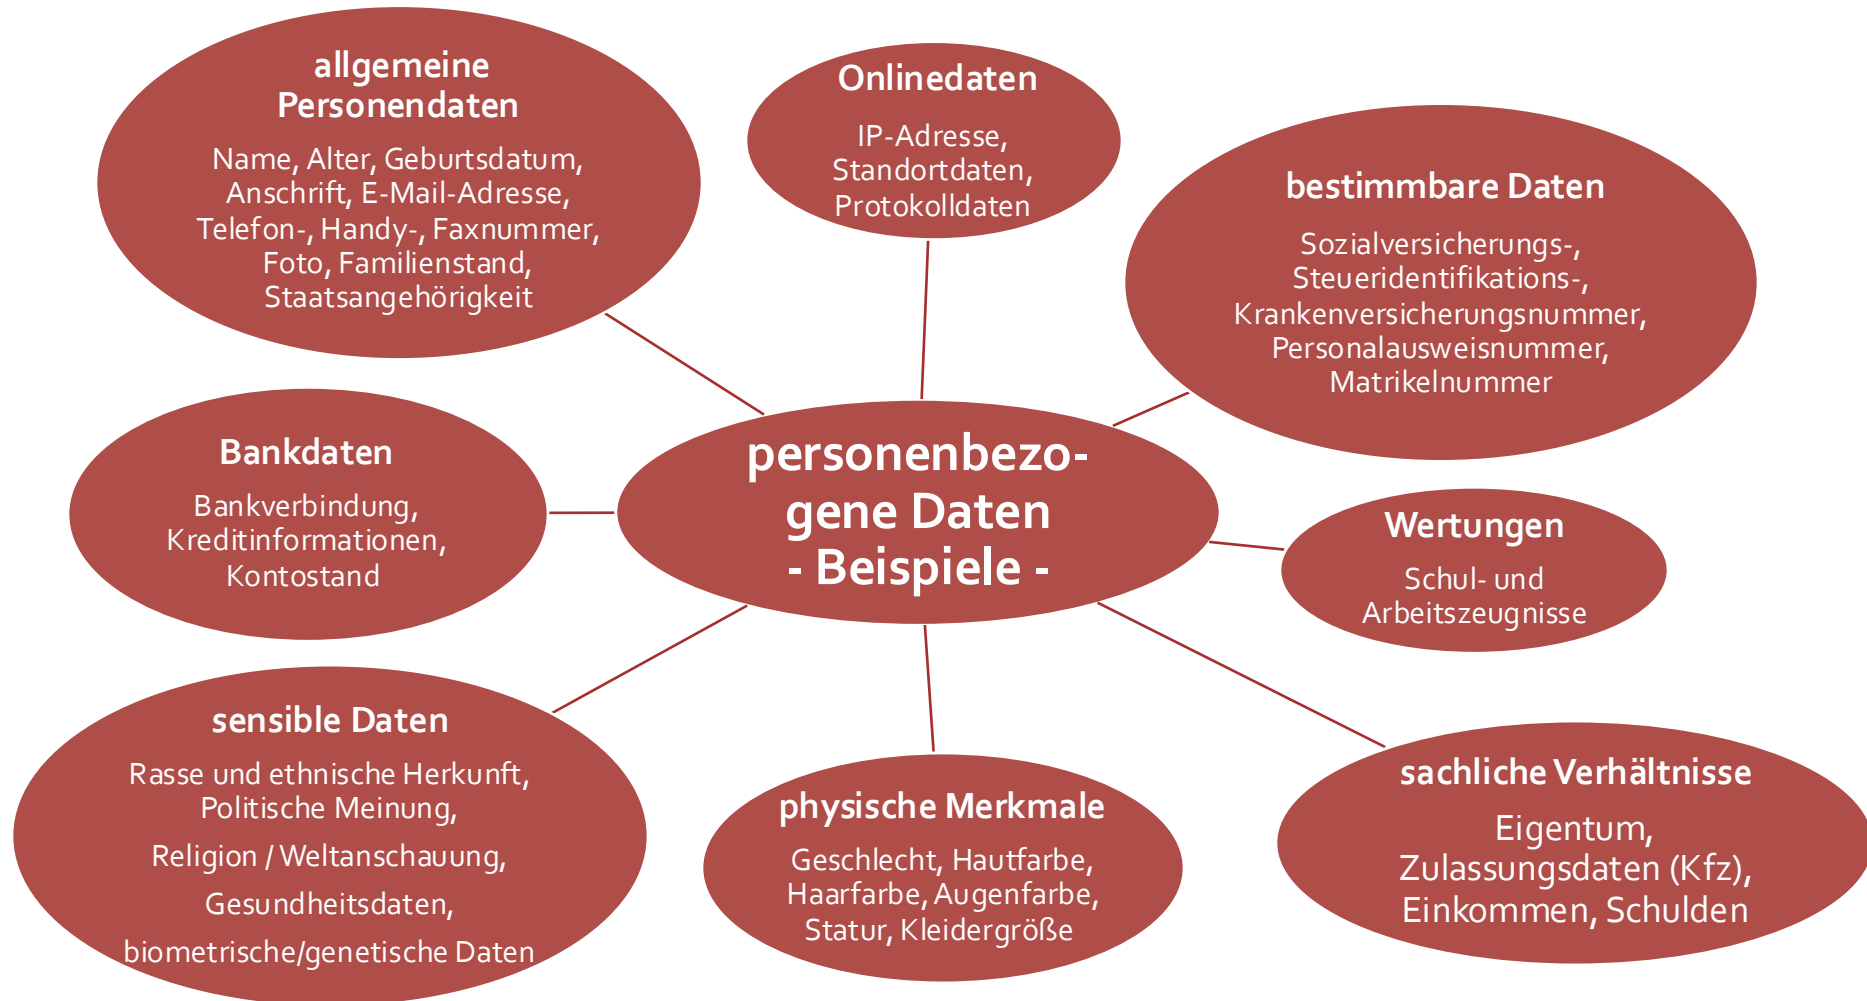 allgemeine
Personendaten
Name, Alter, Geburtsdatum,
Anschrift, E-Mail-Adresse,
Telefon-, Handy-, Faxnummer,
Foto, Familienstand,
Staatsangehörigkeit
Onlinedaten
IP-Adresse,
Standortdaten,
Protokolldaten
bestimmbare Daten
Sozialversicherungs-,
Steueridentifikations-,
Krankenversicherungsnummer,
Personalausweisnummer,
Matrikelnummer
Bankdaten
Bankverbindung,
Kreditinformationen,
Kontostand
personenbezo-
gene Daten
- Beispiele -
Wertungen
Schul- und
Arbeitszeugnisse
sensible Daten
Rasse und ethnische Herkunft,
Politische Meinung,
Religion / Weltanschauung,
Gesundheitsdaten,
biometrische/genetische Daten
physische Merkmale
Geschlecht, Hautfarbe,
Haarfarbe, Augenfarbe,
Statur, Kleidergröße
sachliche Verhältnisse
Eigentum,
Zulassungsdaten (Kfz),
Einkommen, Schulden